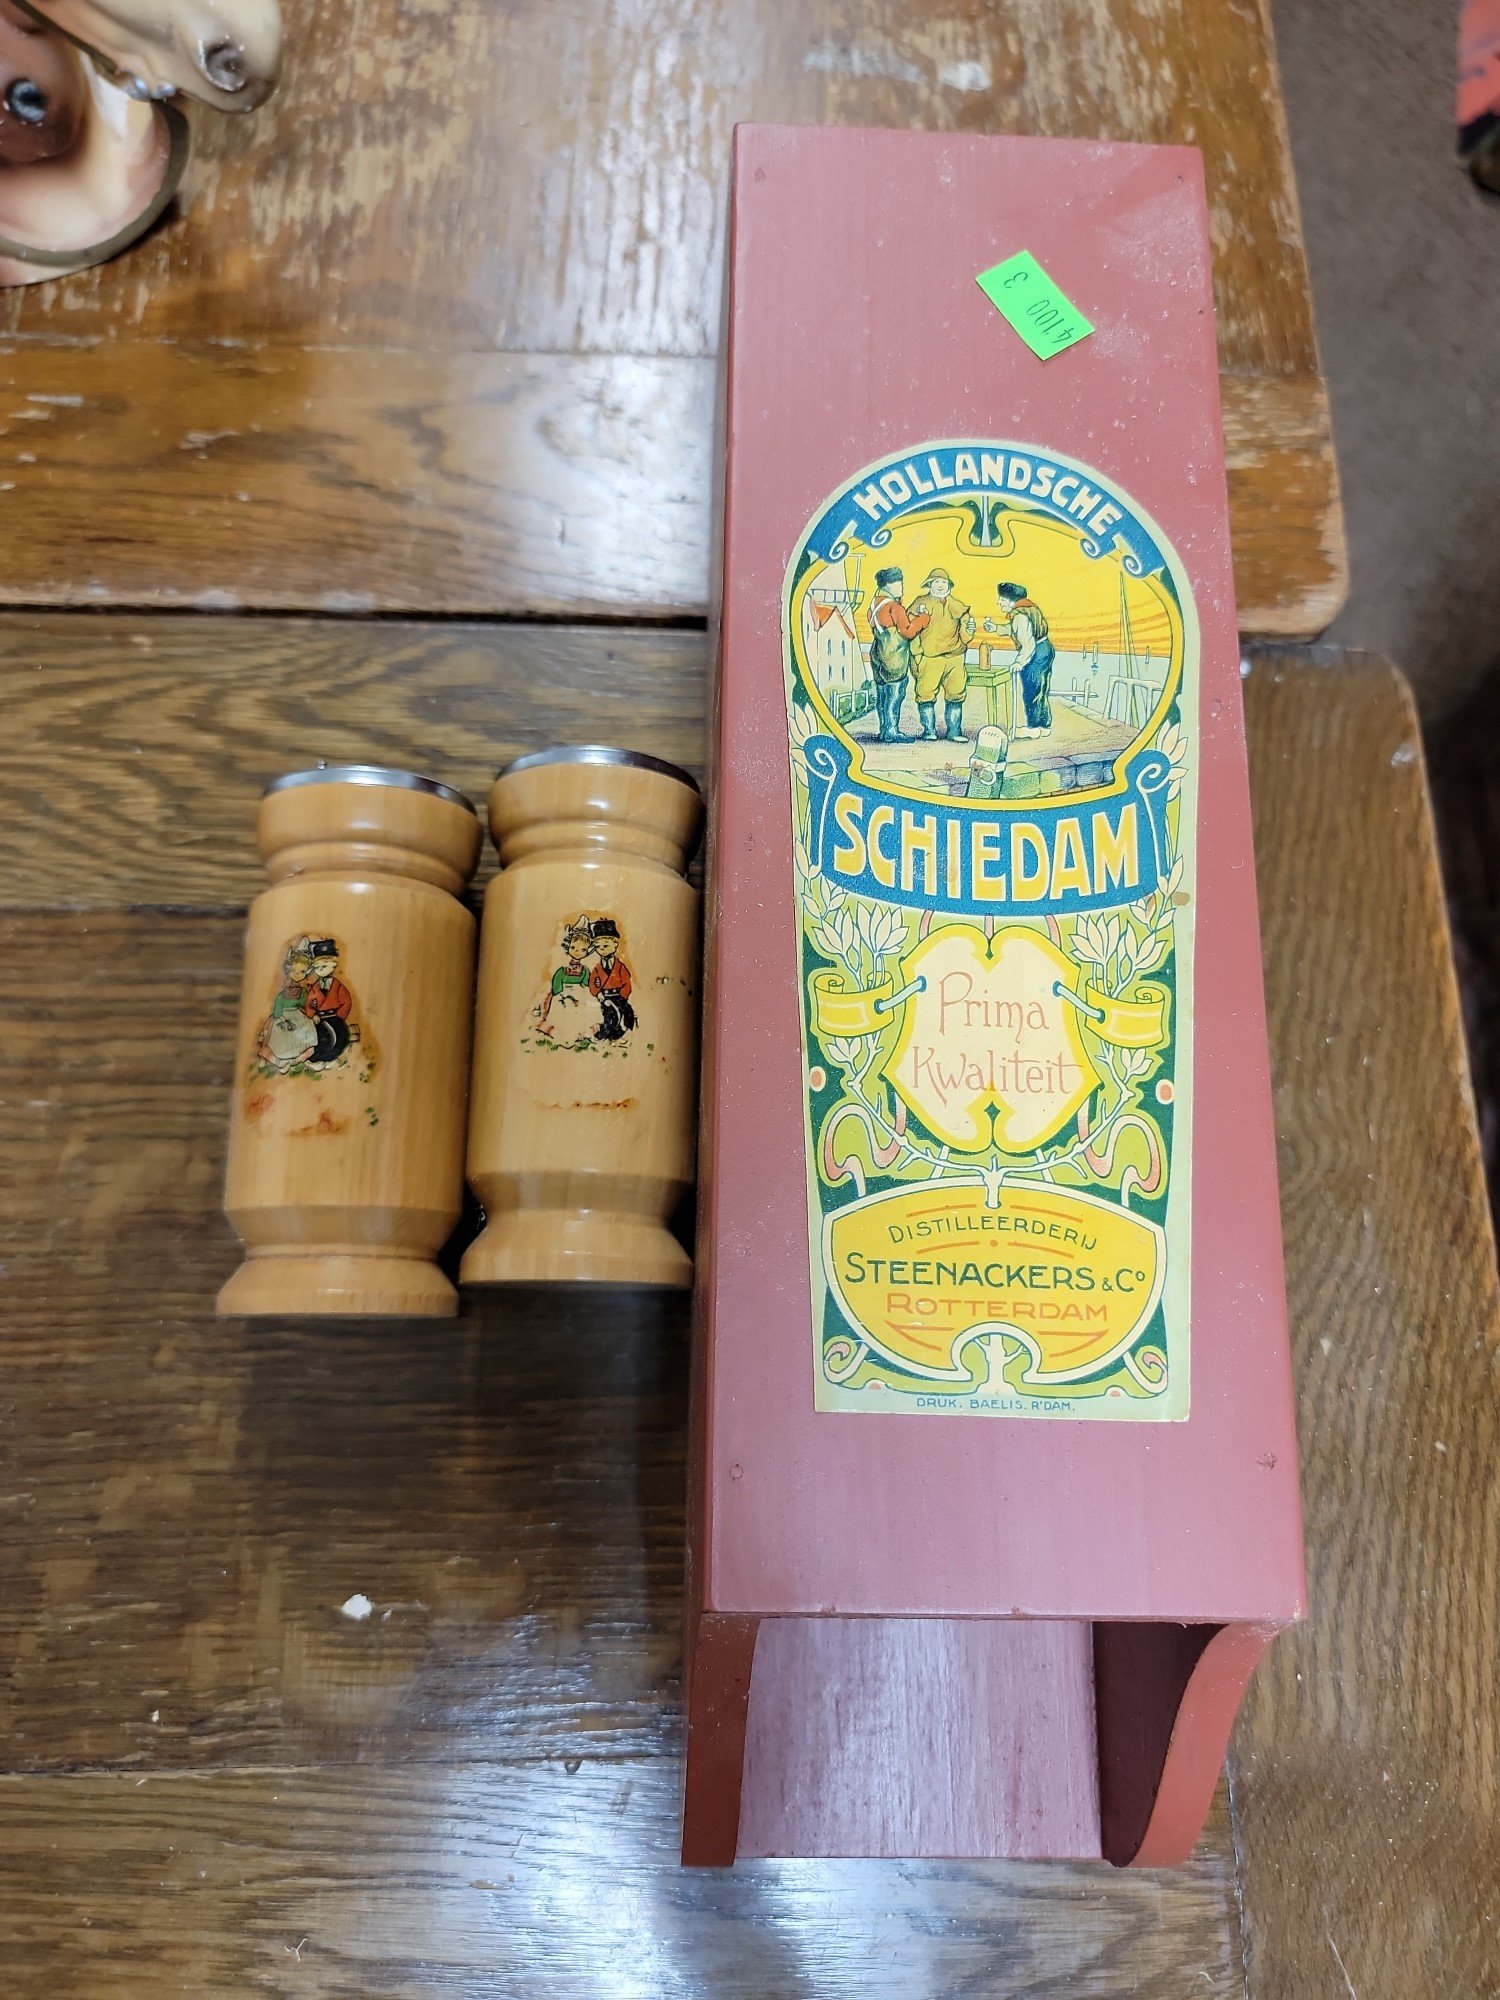 4100 3
HOLLANDSCHE
SCHIEDAM
Prima
Kwaliteit
DISTILLEERDERIJ
STEENACKERS & Cº
ROTTERDAM
DRUK. BAELIS. R'DAM.